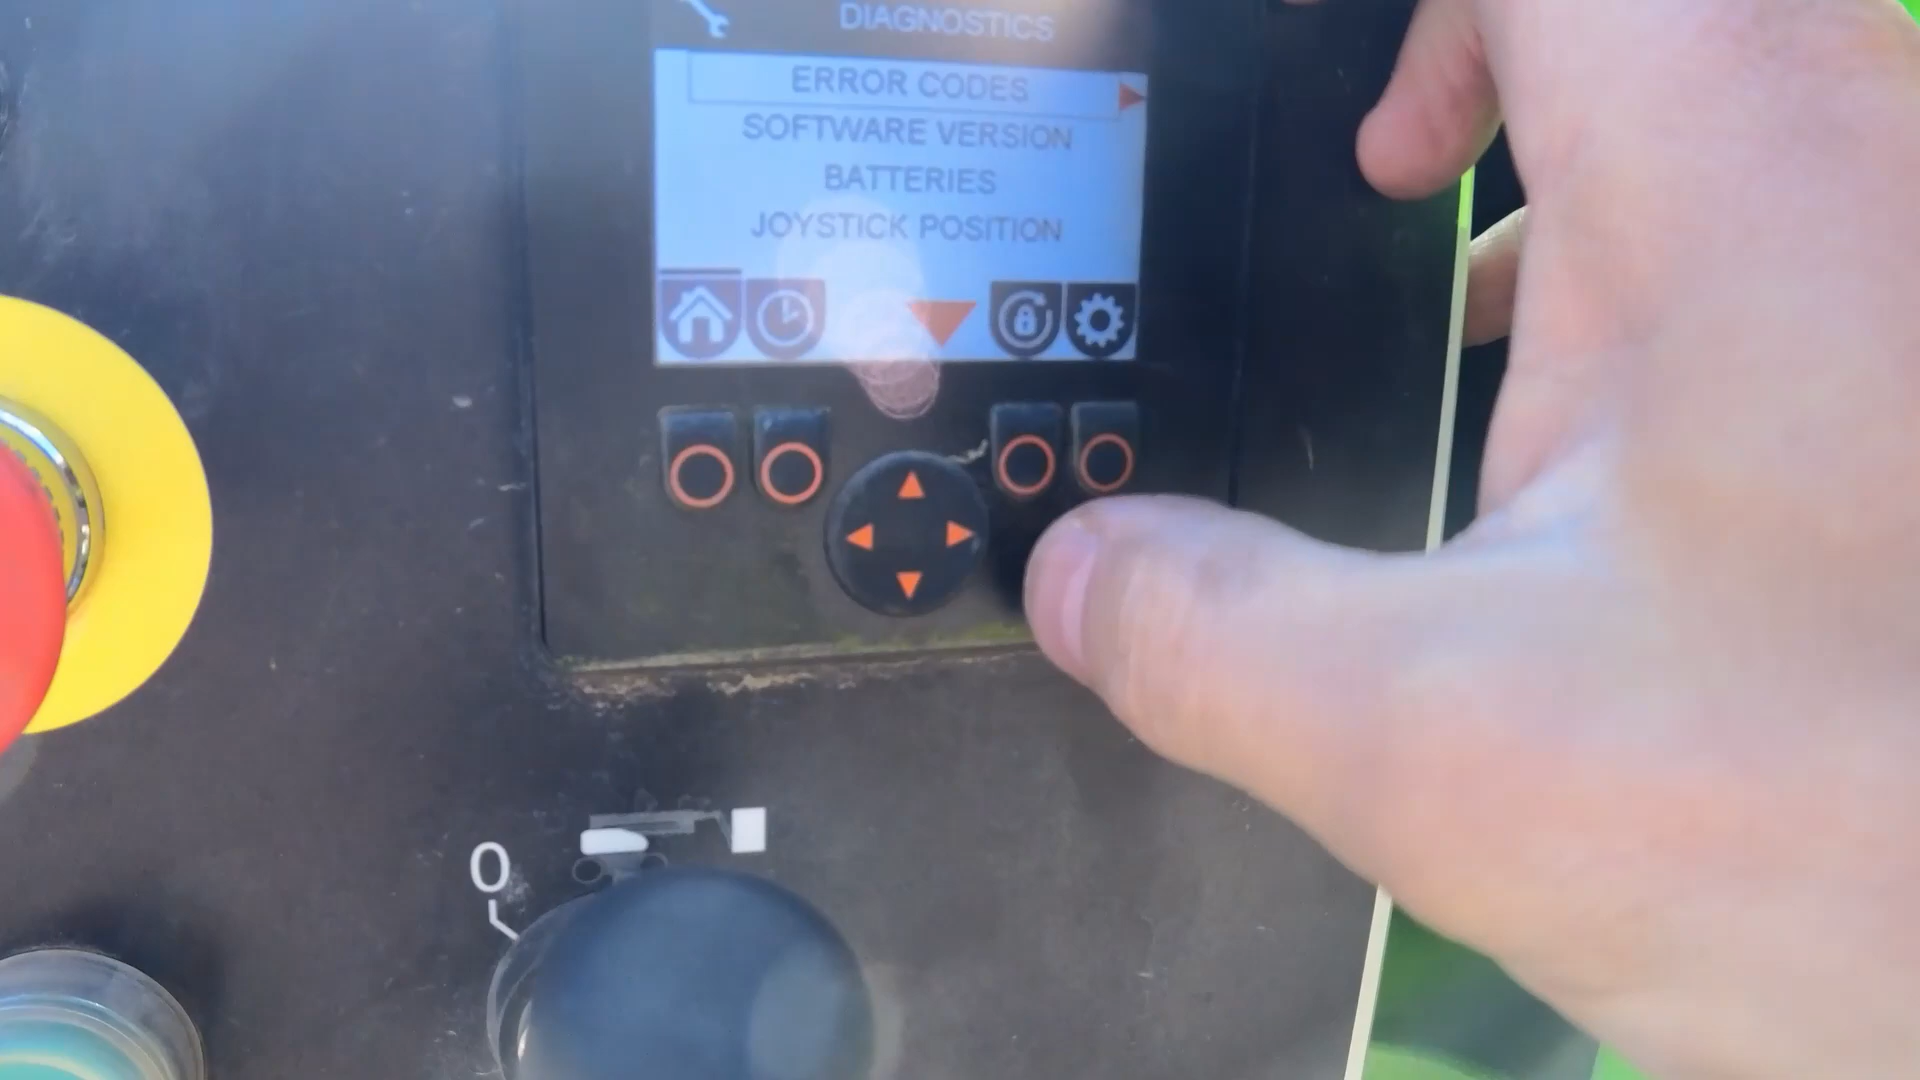 DIAGNOSTICS
ERROR CODES
SOFTWARE VERSION
BATTERIES
JOYSTICK POSITION
0